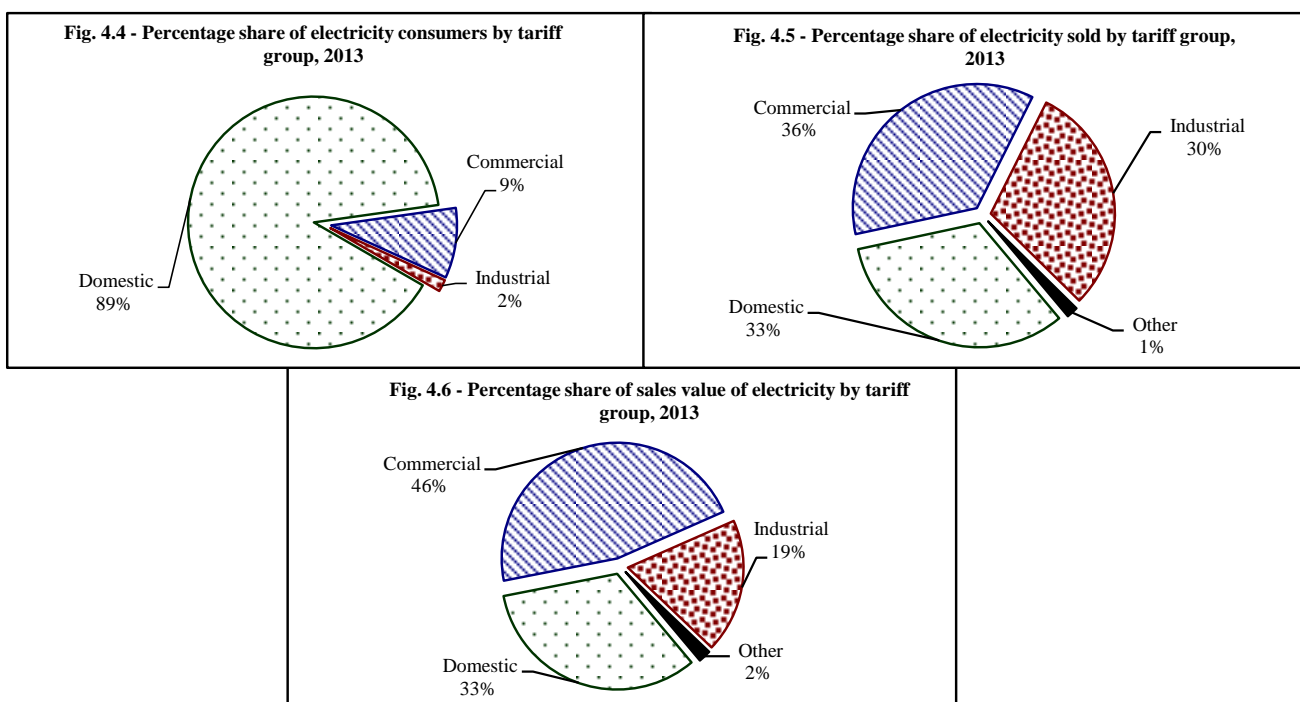 Fig. 4.4 - Percentage share of electricity consumers by tariff
group, 2013
Commercial
9%
Industrial
2%
Domestic
89%
Fig. 4.5 - Percentage share of electricity sold by tariff group,
2013
Commercial
36%
Industrial
30%
Domestic
33%
Other
1%
Fig. 4.6 - Percentage share of sales value of electricity by tariff
group, 2013
Commercial
46%
Industrial
19%
Domestic
33%
Other
2%